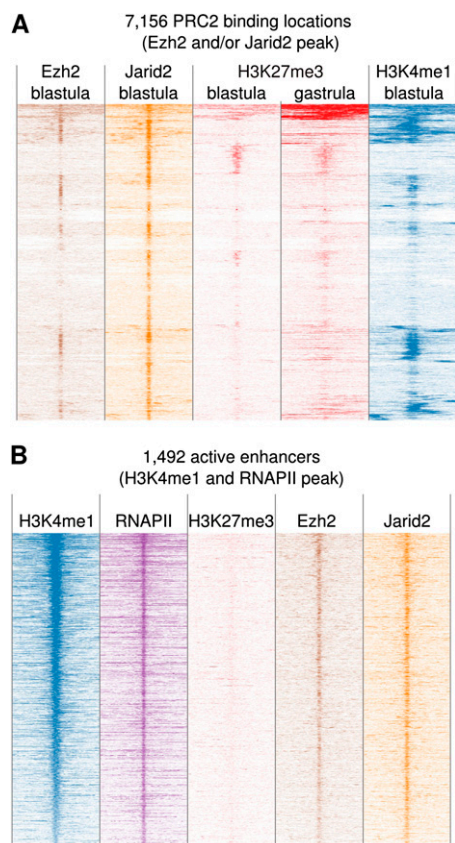 A
7,156 PRC2 binding locations
(Ezh2 and/or Jarid2 peak)
Ezh2 Jarid2 H3K27me3 H3K4me1
blastula blastula blastula gastrula blastula
B
1,492 active enhancers
(H3K4me1 and RNAPII peak)
H3K4me1 RNAPII H3K27me3 Ezh2 Jarid2